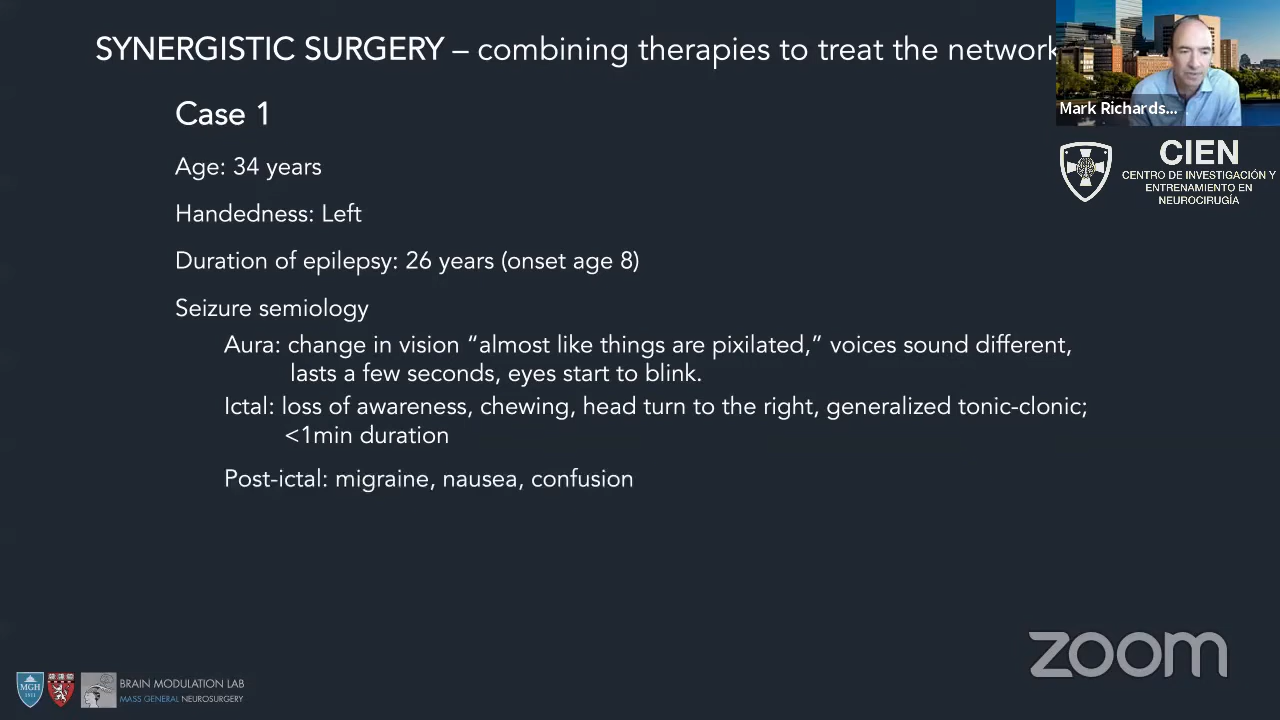 SYNERGISTIC SURGERY – combining therapies to treat the network
Mark Richards...
CIEN
CENTRO DE INVESTIGACIÓN Y
ENTRENAMIENTO EN
NEUROCIRUGÍA
Case 1
Age: 34 years
Handedness: Left
Duration of epilepsy: 26 years (onset age 8)
Seizure semiology
Aura: change in vision “almost like things are pixilated,” voices sound different,
lasts a few seconds, eyes start to blink.
Ictal: loss of awareness, chewing, head turn to the right, generalized tonic-clonic;
<1min duration
Post-ictal: migraine, nausea, confusion
zoom
MGH
1811
BRAIN MODULATION LAB
MASS GENERAL NEUROSURGERY